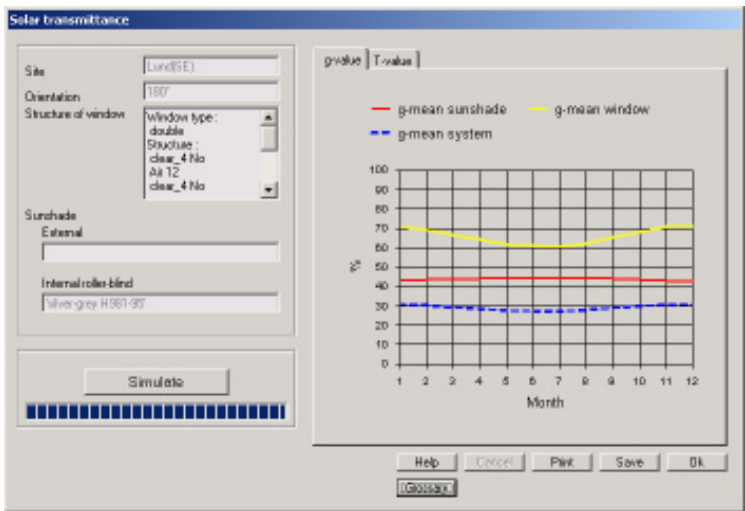 Solar transmittance
Site
Lund(SE)
Orientation
180°
Structure of window
Window type :
double
Structure :
clear_4 No
Air 12
clear_4 No
Sunshade
External
Internal roller-blind
'silver-grey H981-95'
Simulate
g-value T-value
g-mean sunshade g-mean window
g-mean system
100
90
80
70
60
50
40
30
20
10
0
%
1 2 3 4 5 6 7 8 9 10 11 12
Month
Help Cancel Print Save Ok
Glossary